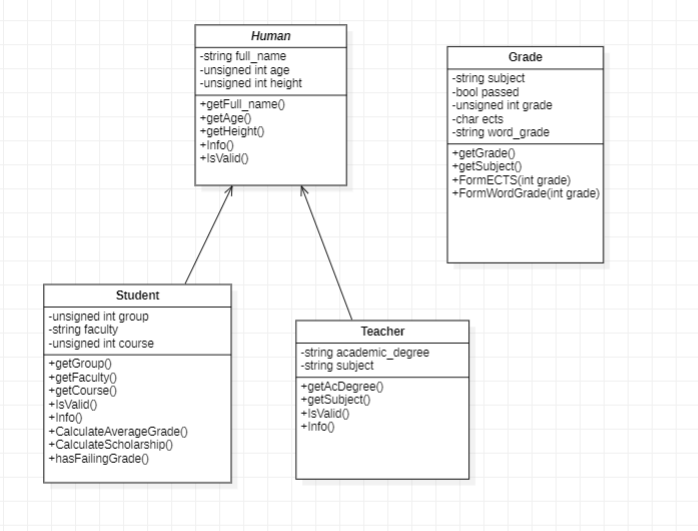 Human
-string full_name
-unsigned int age
-unsigned int height
+getFull_name()
+getAge()
+getHeight()
+Info()
+IsValid()
Grade
-string subject
-bool passed
-unsigned int grade
-char ects
-string word_grade
+getGrade()
+getSubject()
+FormECTS(int grade)
+FormWordGrade(int grade)
Student
-unsigned int group
-string faculty
-unsigned int course
+getGroup()
+getFaculty()
+getCourse()
+IsValid()
+Info()
+CalculateAverageGrade()
+CalculateScholarship()
+hasFailingGrade()
Teacher
-string academic_degree
-string subject
+getAcDegree()
+getSubject()
+IsValid()
+Info()